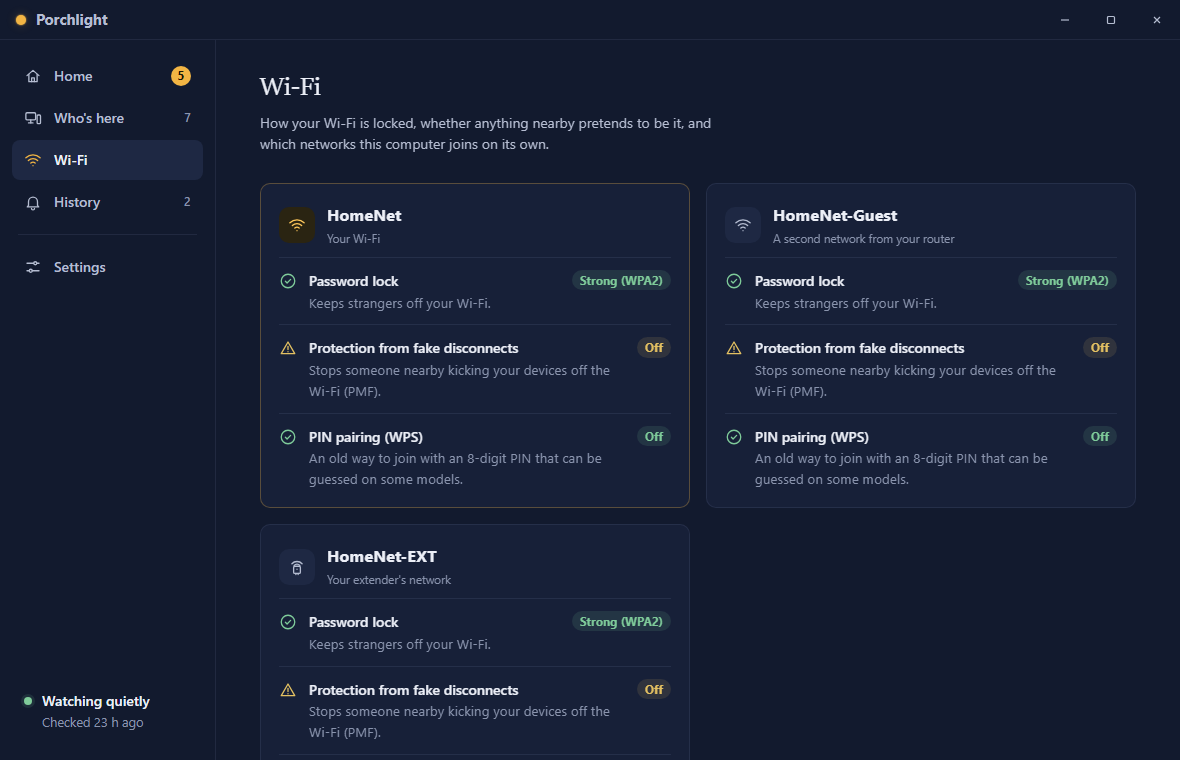 Porchlight
Home
5
Who's here
7
Wi-Fi
History
2
Settings
Watching quietly
Checked 23 h ago
Wi-Fi
How your Wi-Fi is locked, whether anything nearby pretends to be it, and
which networks this computer joins on its own.
HomeNet
Your Wi-Fi
Password lock
Strong (WPA2)
Keeps strangers off your Wi-Fi.
Protection from fake disconnects
Off
Stops someone nearby kicking your devices off the
Wi-Fi (PMF).
PIN pairing (WPS)
Off
An old way to join with an 8-digit PIN that can be
guessed on some models.
HomeNet-Guest
A second network from your router
Password lock
Strong (WPA2)
Keeps strangers off your Wi-Fi.
Protection from fake disconnects
Off
Stops someone nearby kicking your devices off the
Wi-Fi (PMF).
PIN pairing (WPS)
Off
An old way to join with an 8-digit PIN that can be
guessed on some models.
HomeNet-EXT
Your extender's network
Password lock
Strong (WPA2)
Keeps strangers off your Wi-Fi.
Protection from fake disconnects
Off
Stops someone nearby kicking your devices off the
Wi-Fi (PMF).